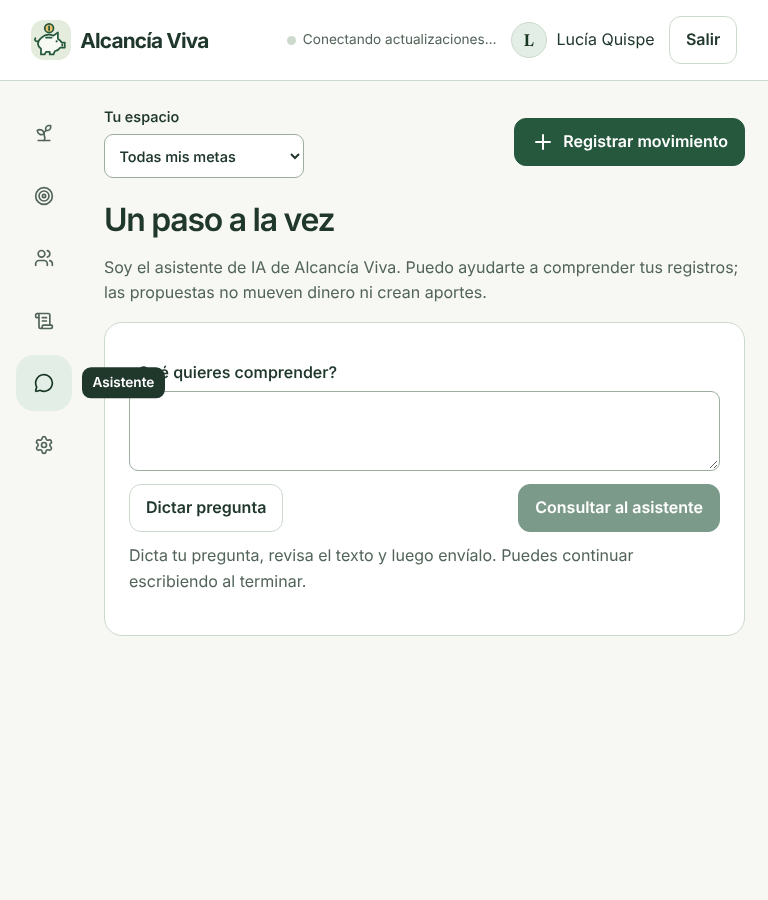 Alcancía Viva
Conectando actualizaciones...
L
Lucía Quispe
Salir
Tu espacio
Todas mis metas
Registrar movimiento
Un paso a la vez
Soy el asistente de IA de Alcancía Viva. Puedo ayudarte a comprender tus registros;
las propuestas no mueven dinero ni crean aportes.
Asistente
quieres comprender?
Dictar pregunta
Consultar al asistente
Dicta tu pregunta, revisa el texto y luego envíalo. Puedes continuar
escribiendo al terminar.